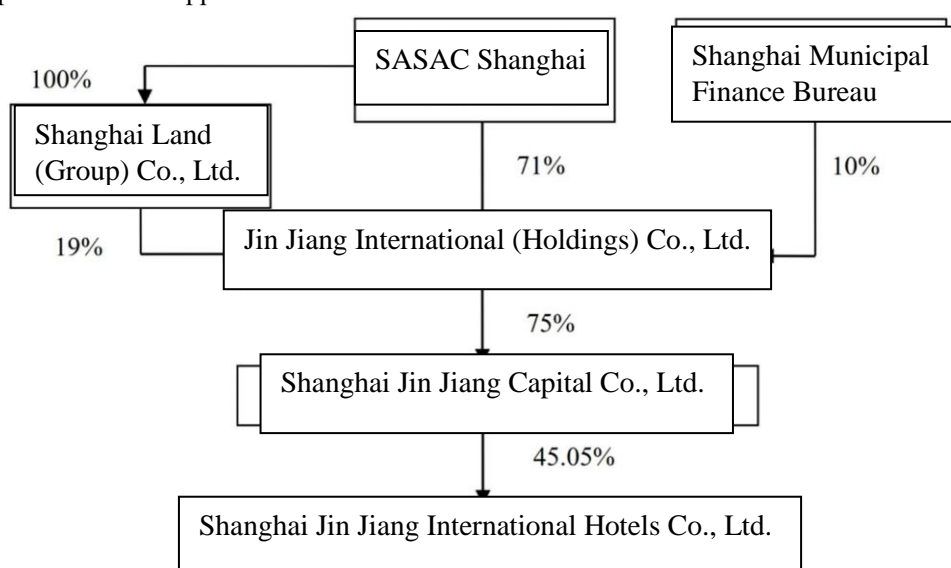 SASAC Shanghai
Shanghai Municipal
Finance Bureau
100%
Shanghai Land
(Group) Co., Ltd.
71%
10%
19%
Jin Jiang International (Holdings) Co., Ltd.
75%
Shanghai Jin Jiang Capital Co., Ltd.
45.05%
Shanghai Jin Jiang International Hotels Co., Ltd.